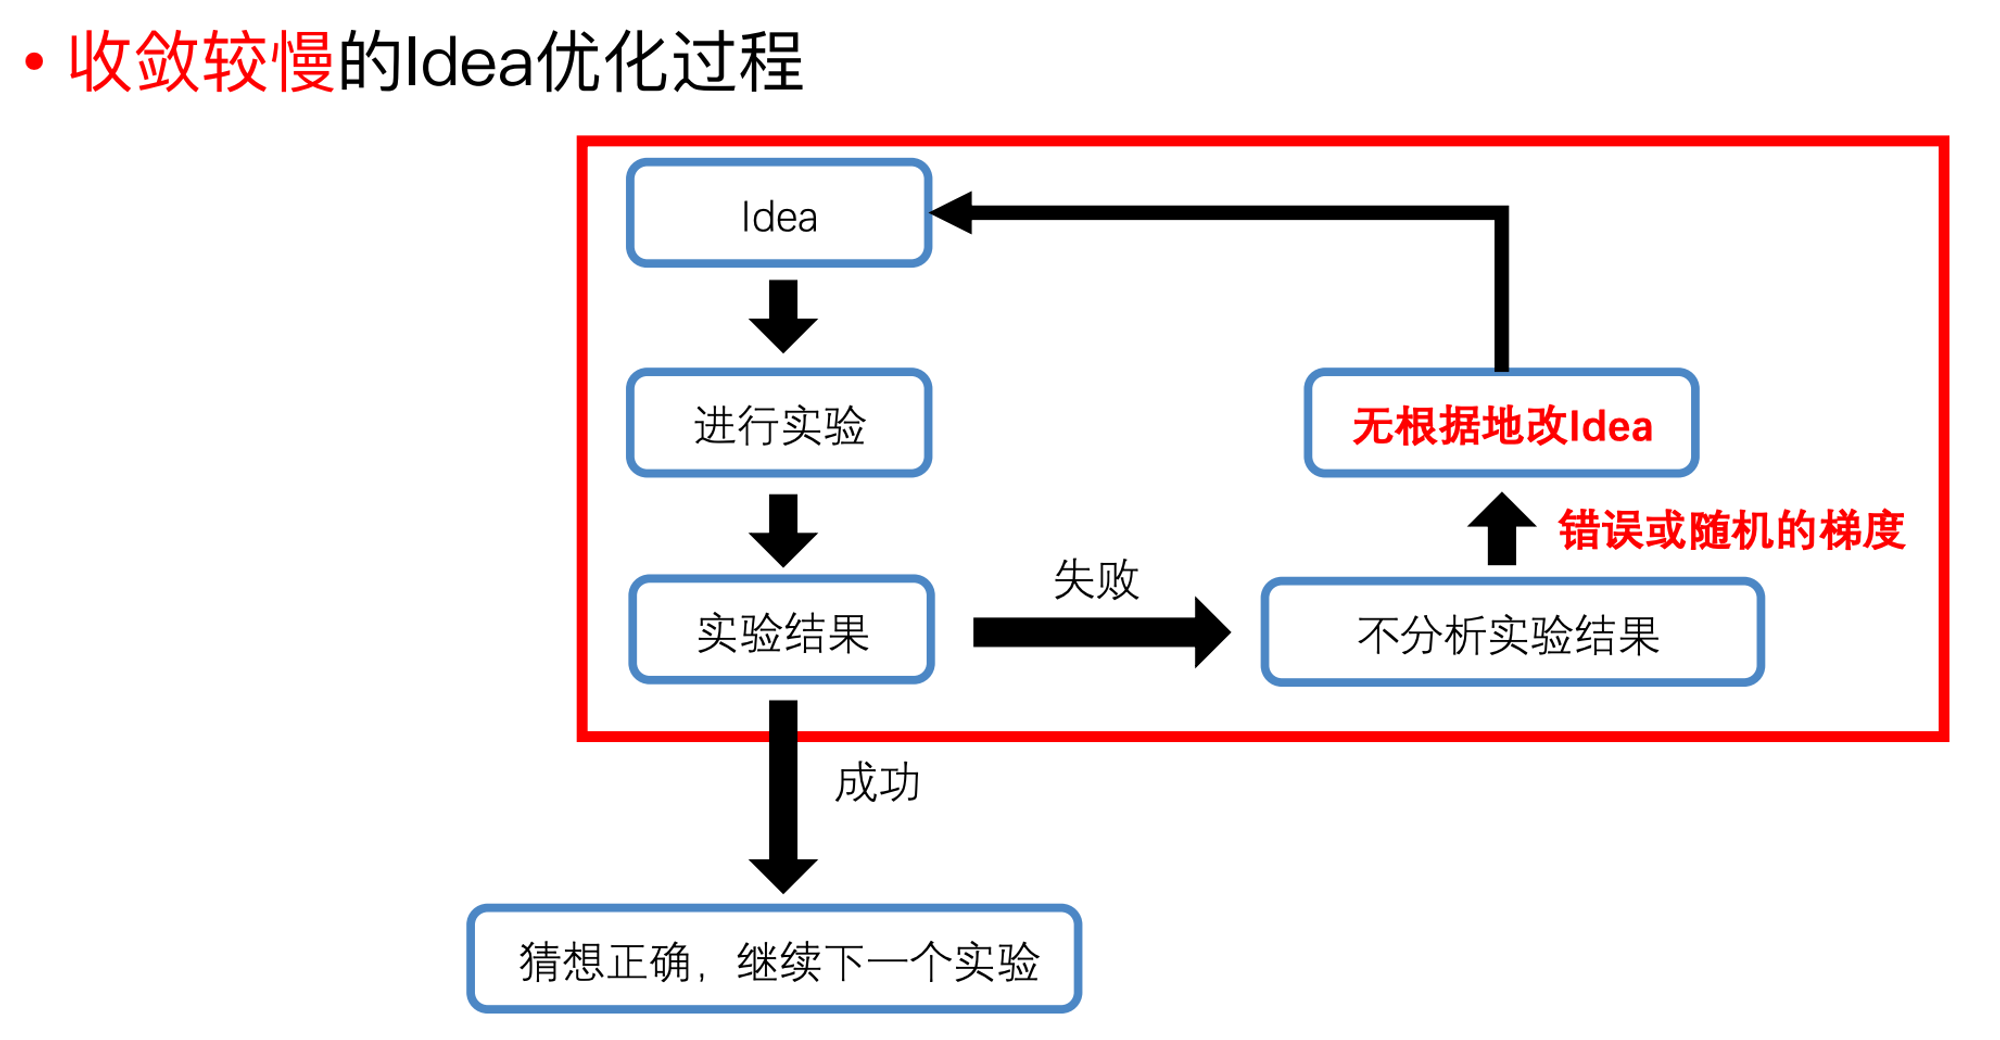 • 收敛较慢的Idea优化过程
Idea
进行实验
无根据地改Idea
错误或随机的梯度
失败
实验结果
不分析实验结果
成功
猜想正确，继续下一个实验